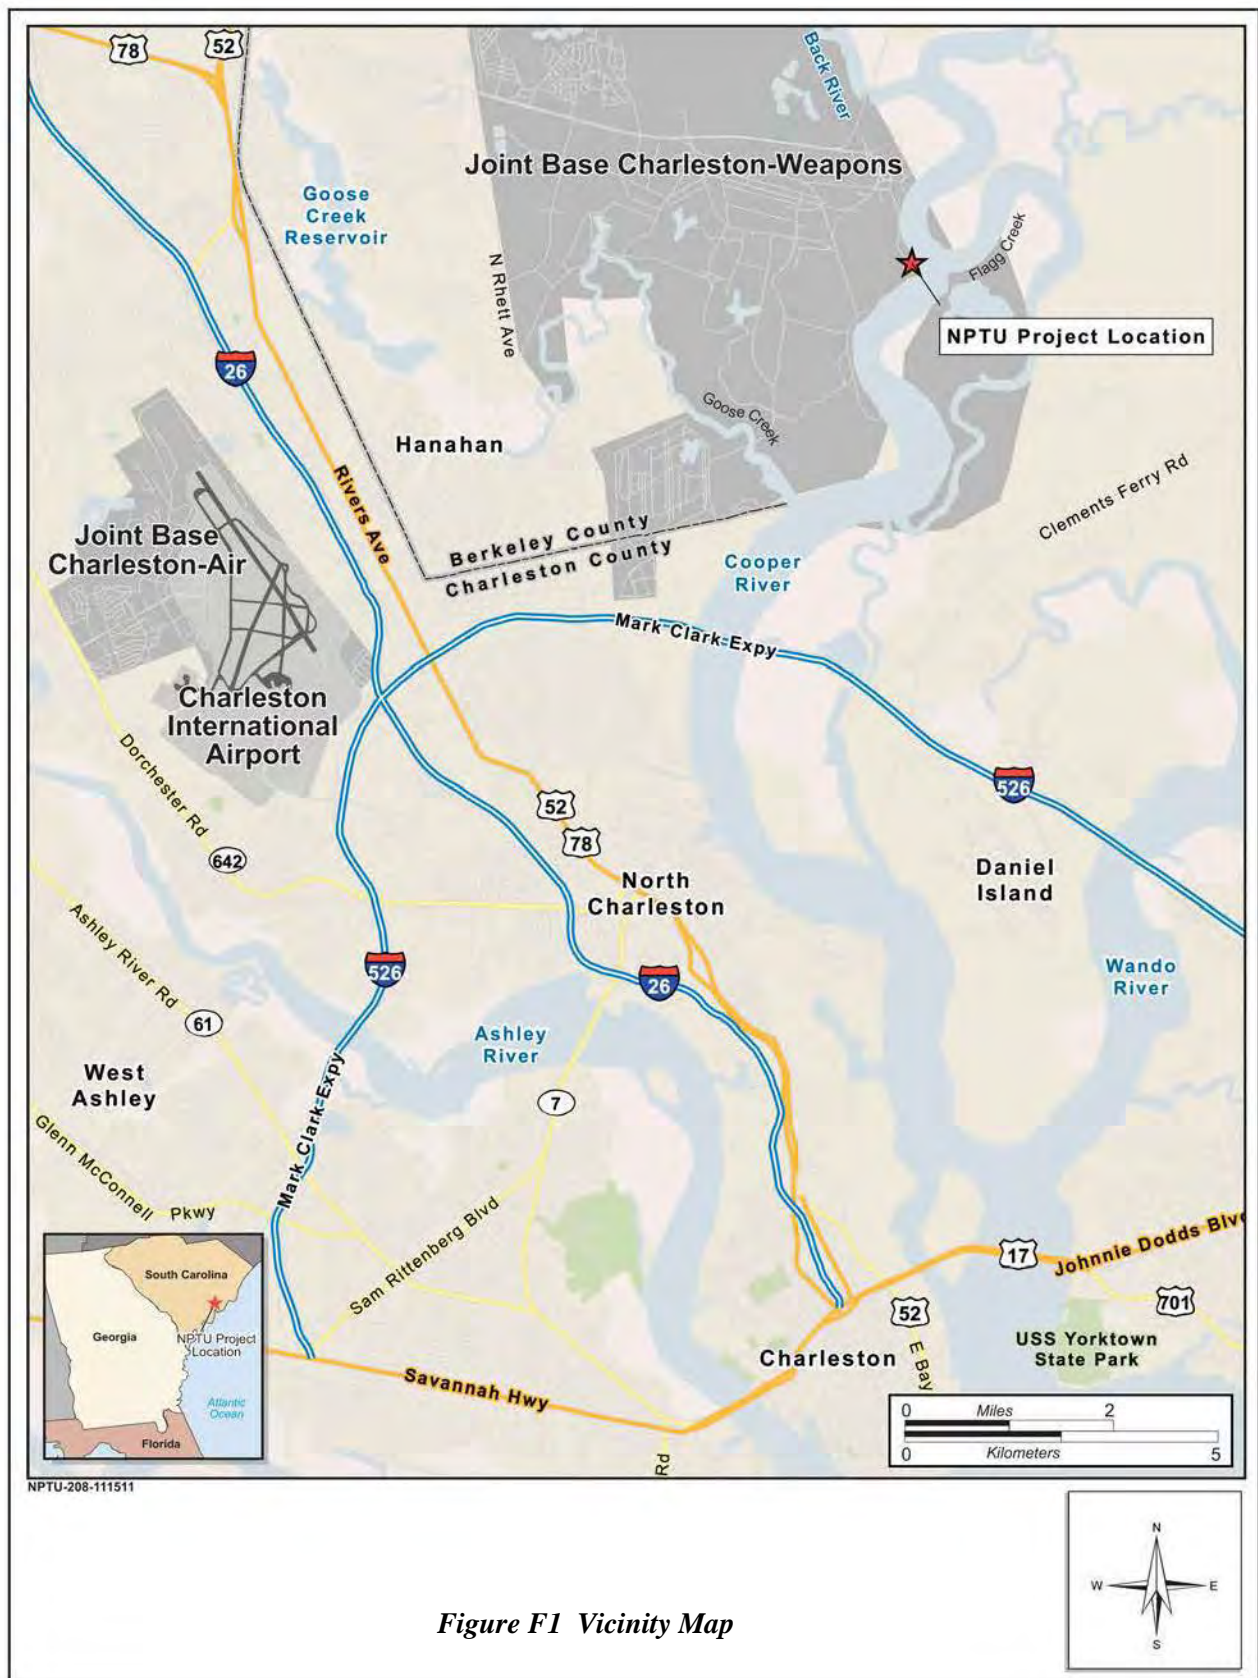 78
52
Back River
Joint Base Charleston-Weapons
Goose
Creek
Reservoir
N Rhett Ave
Flagg Creek
NPTU Project Location
26
Goose Creek
Hanahan
Rivers Ave
Clements Ferry Rd
Joint Base
Charleston-Air
Berkeley County
Charleston County
Cooper
River
Mark Clark Expy
Charleston
International
Airport
Dorchester Rd
526
52
78
642
North
Charleston
Daniel
Island
Ashley River Rd
526
26
Wando
River
61
Ashley
River
West
Ashley
7
Mark Clark Expy
Glenn McConnell
Pkwy
Sam Rittenberg Blvd
17
Johnnie Dodds Blvd
701
52
USS Yorktown
State Park
E Bay
Charleston
Savannah Hwy
Rd
South Carolina
Georgia
NPTU Project
Location
Atlantic
Ocean
Florida
0 Miles 2
0 Kilometers 5
NPTU-208-111511
N
W E
S
Figure F1 Vicinity Map